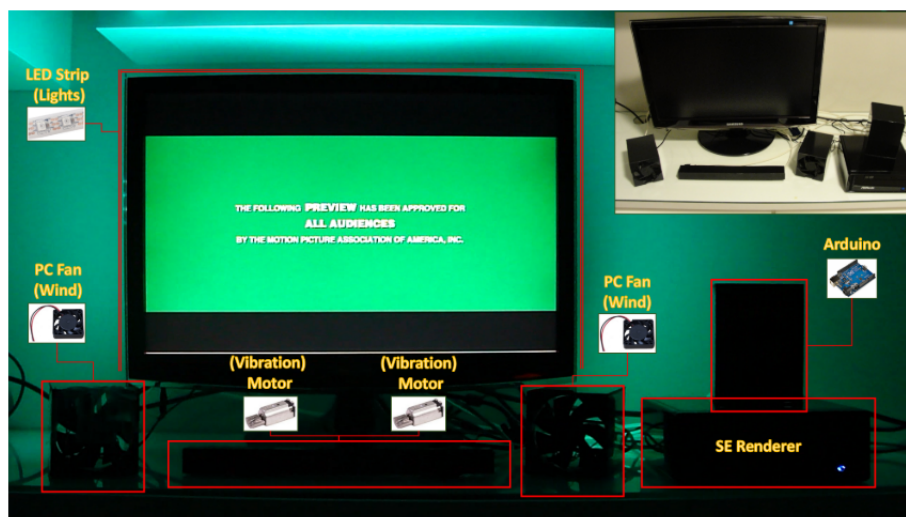 LED Strip
(Lights)
THE FOLLOWING PREVIEW HAS BEEN APPROVED FOR
ALL AUDIENCES
BY THE MOTION PICTURE ASSOCIATION OF AMERICA, INC.
Arduino
PC Fan
(Wind)
PC Fan
(Wind)
(Vibration)
Motor
(Vibration)
Motor
SE Renderer